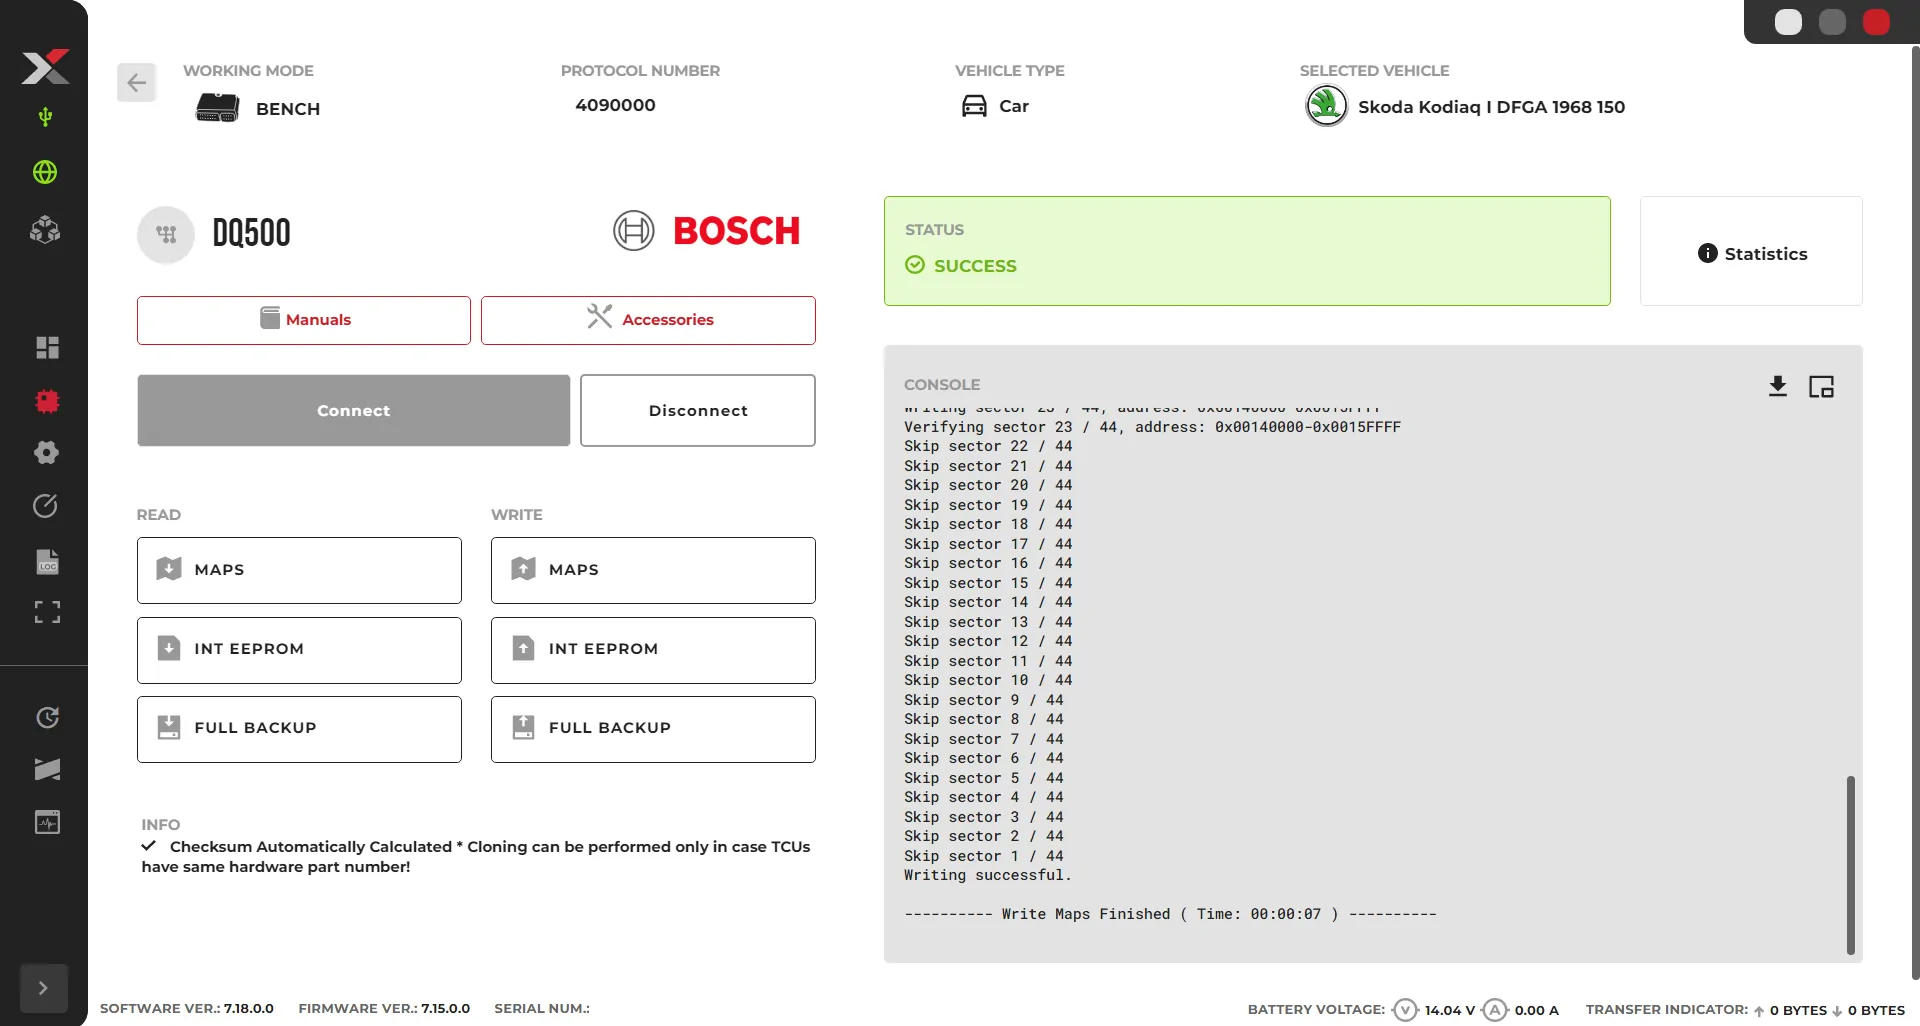 WORKING MODE
BENCH
PROTOCOL NUMBER
4090000
VEHICLE TYPE
Car
SELECTED VEHICLE
Skoda Kodiaq I DFGA 1968 150
DQ500
BOSCH
Manuals
Accessories
Connect
Disconnect
READ
WRITE
MAPS
MAPS
INT EEPROM
INT EEPROM
FULL BACKUP
FULL BACKUP
INFO
Checksum Automatically Calculated * Cloning can be performed only in case TCUs
have same hardware part number!
STATUS
SUCCESS
Statistics
CONSOLE
Writing sector 23 / 44, address: 0x00140000-0x0015FFFF
Verifying sector 23 / 44, address: 0x00140000-0x0015FFFF
Skip sector 22 / 44
Skip sector 21 / 44
Skip sector 20 / 44
Skip sector 19 / 44
Skip sector 18 / 44
Skip sector 17 / 44
Skip sector 16 / 44
Skip sector 15 / 44
Skip sector 14 / 44
Skip sector 13 / 44
Skip sector 12 / 44
Skip sector 11 / 44
Skip sector 10 / 44
Skip sector 9 / 44
Skip sector 8 / 44
Skip sector 7 / 44
Skip sector 6 / 44
Skip sector 5 / 44
Skip sector 4 / 44
Skip sector 3 / 44
Skip sector 2 / 44
Skip sector 1 / 44
Writing successful.
---------- Write Maps Finished ( Time: 00:00:07 ) ----------
LOG
SOFTWARE VER.: 7.18.0.0
FIRMWARE VER.: 7.15.0.0
SERIAL NUM.:
BATTERY VOLTAGE: V 14.04 V A 0.00 A
TRANSFER INDICATOR: ↑ 0 BYTES ↓ 0 BYTES